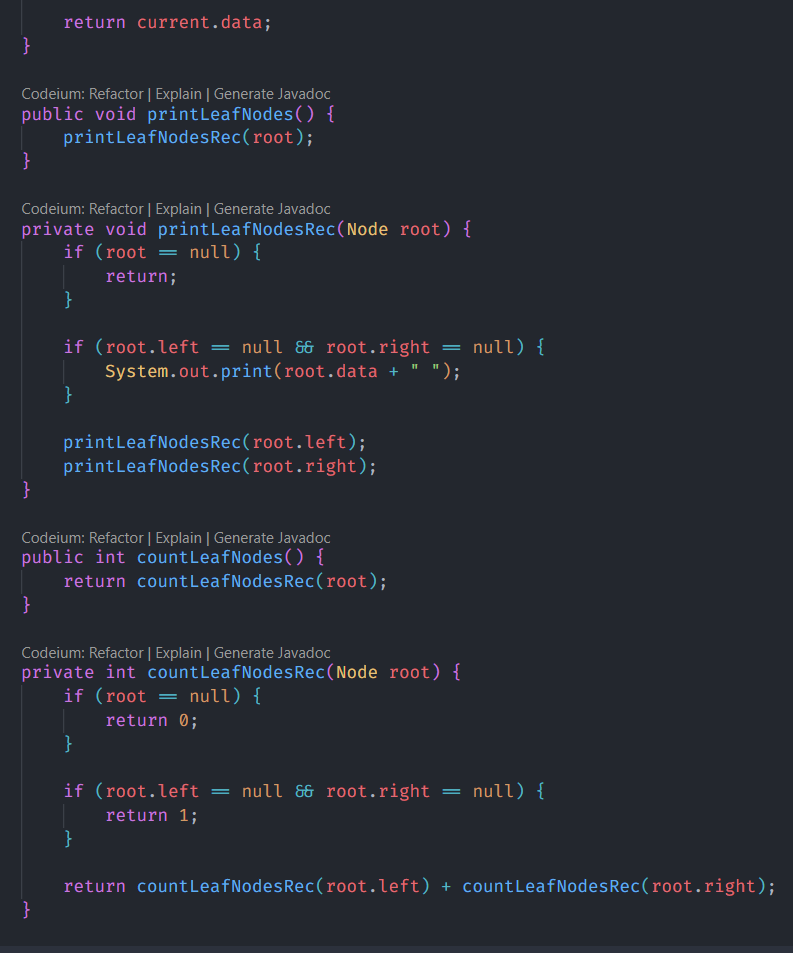 return current.data;
}
Codeium: Refactor | Explain | Generate Javadoc
public void printLeafNodes() {
printLeafNodesRec(root);
}
Codeium: Refactor | Explain | Generate Javadoc
private void printLeafNodesRec(Node root) {
if (root == null) {
return;
}
if (root.left == null && root.right == null) {
System.out.print(root.data + " ");
}
printLeafNodesRec(root.left);
printLeafNodesRec(root.right);
}
Codeium: Refactor | Explain | Generate Javadoc
public int countLeafNodes() {
return countLeafNodesRec(root);
}
Codeium: Refactor | Explain | Generate Javadoc
private int countLeafNodesRec(Node root) {
if (root == null) {
return 0;
}
if (root.left == null && root.right == null) {
return 1;
}
return countLeafNodesRec(root.left) + countLeafNodesRec(root.right);
}